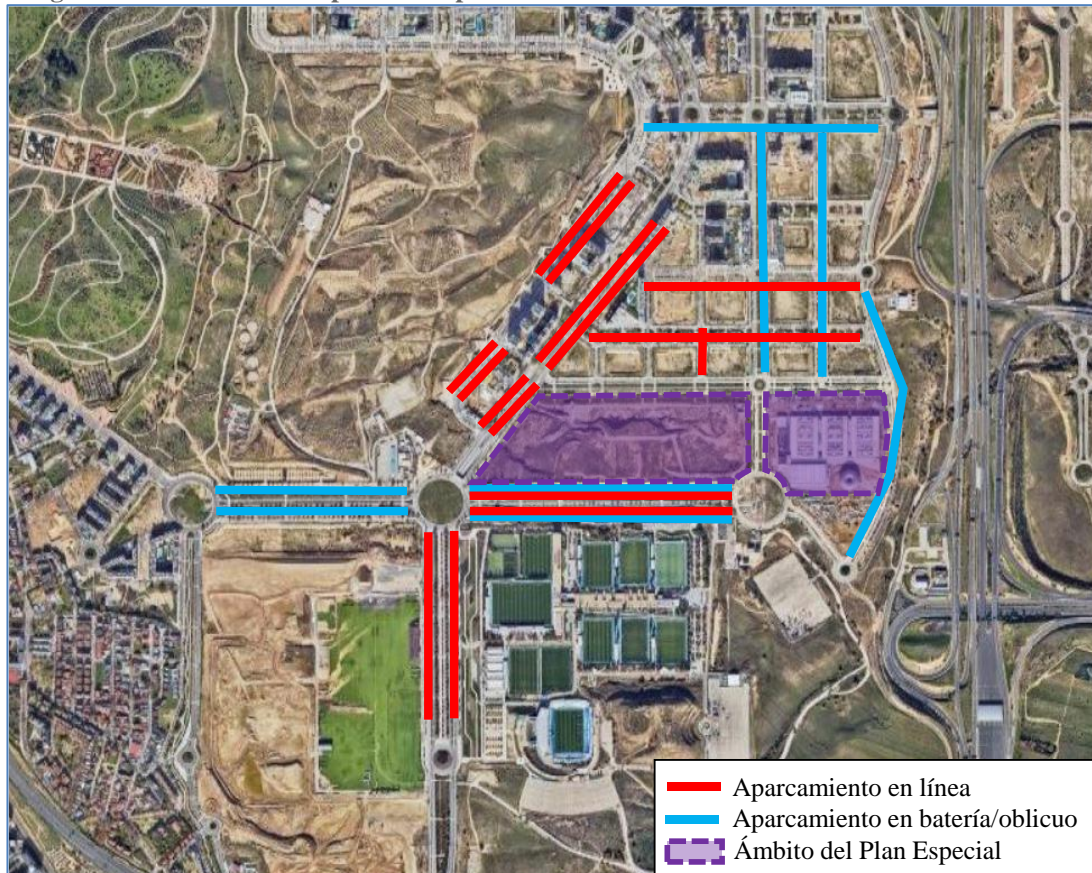 Aparcamiento en línea
Aparcamiento en batería/oblicuo
Ámbito del Plan Especial